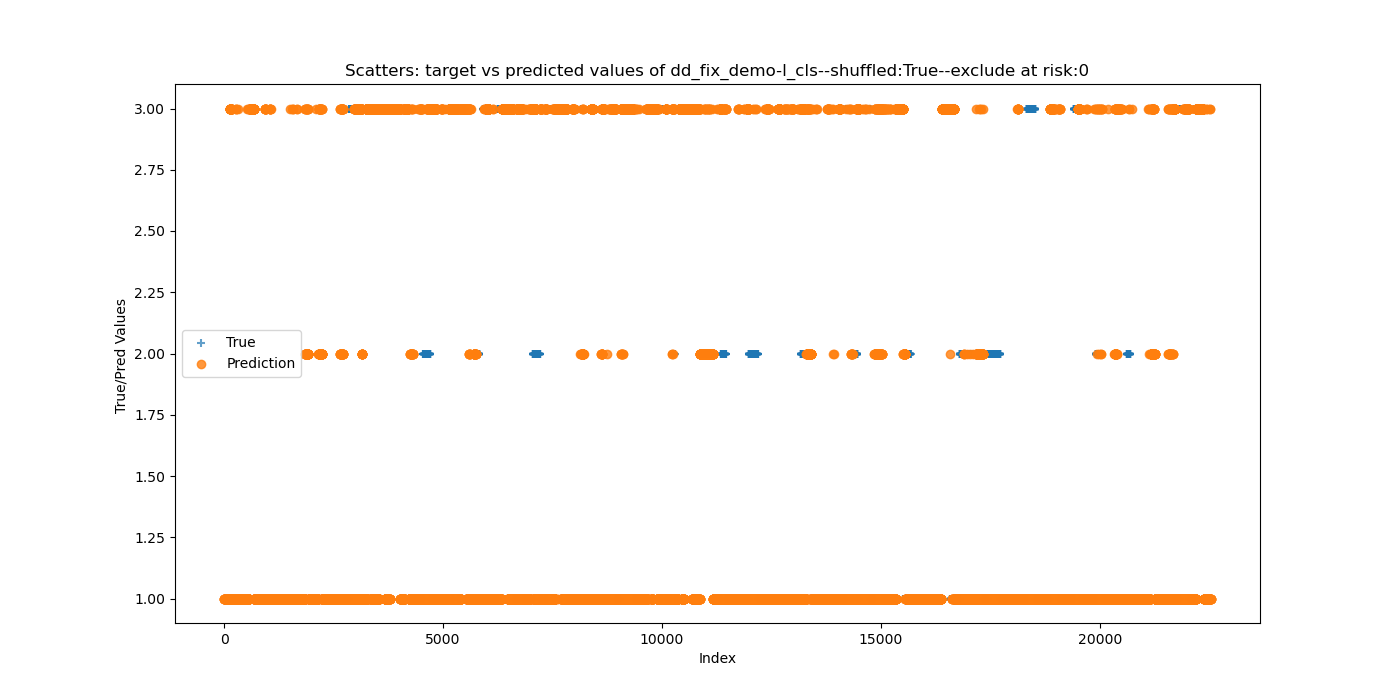 Scatters: target vs predicted values of dd_fix_demo-l_cls--shuffled:True--exclude at risk:0
3.00
2.75
2.50
2.25
2.00
1.75
1.50
1.25
1.00
True/Pred Values
True
Prediction
0
5000
10000
15000
20000
Index